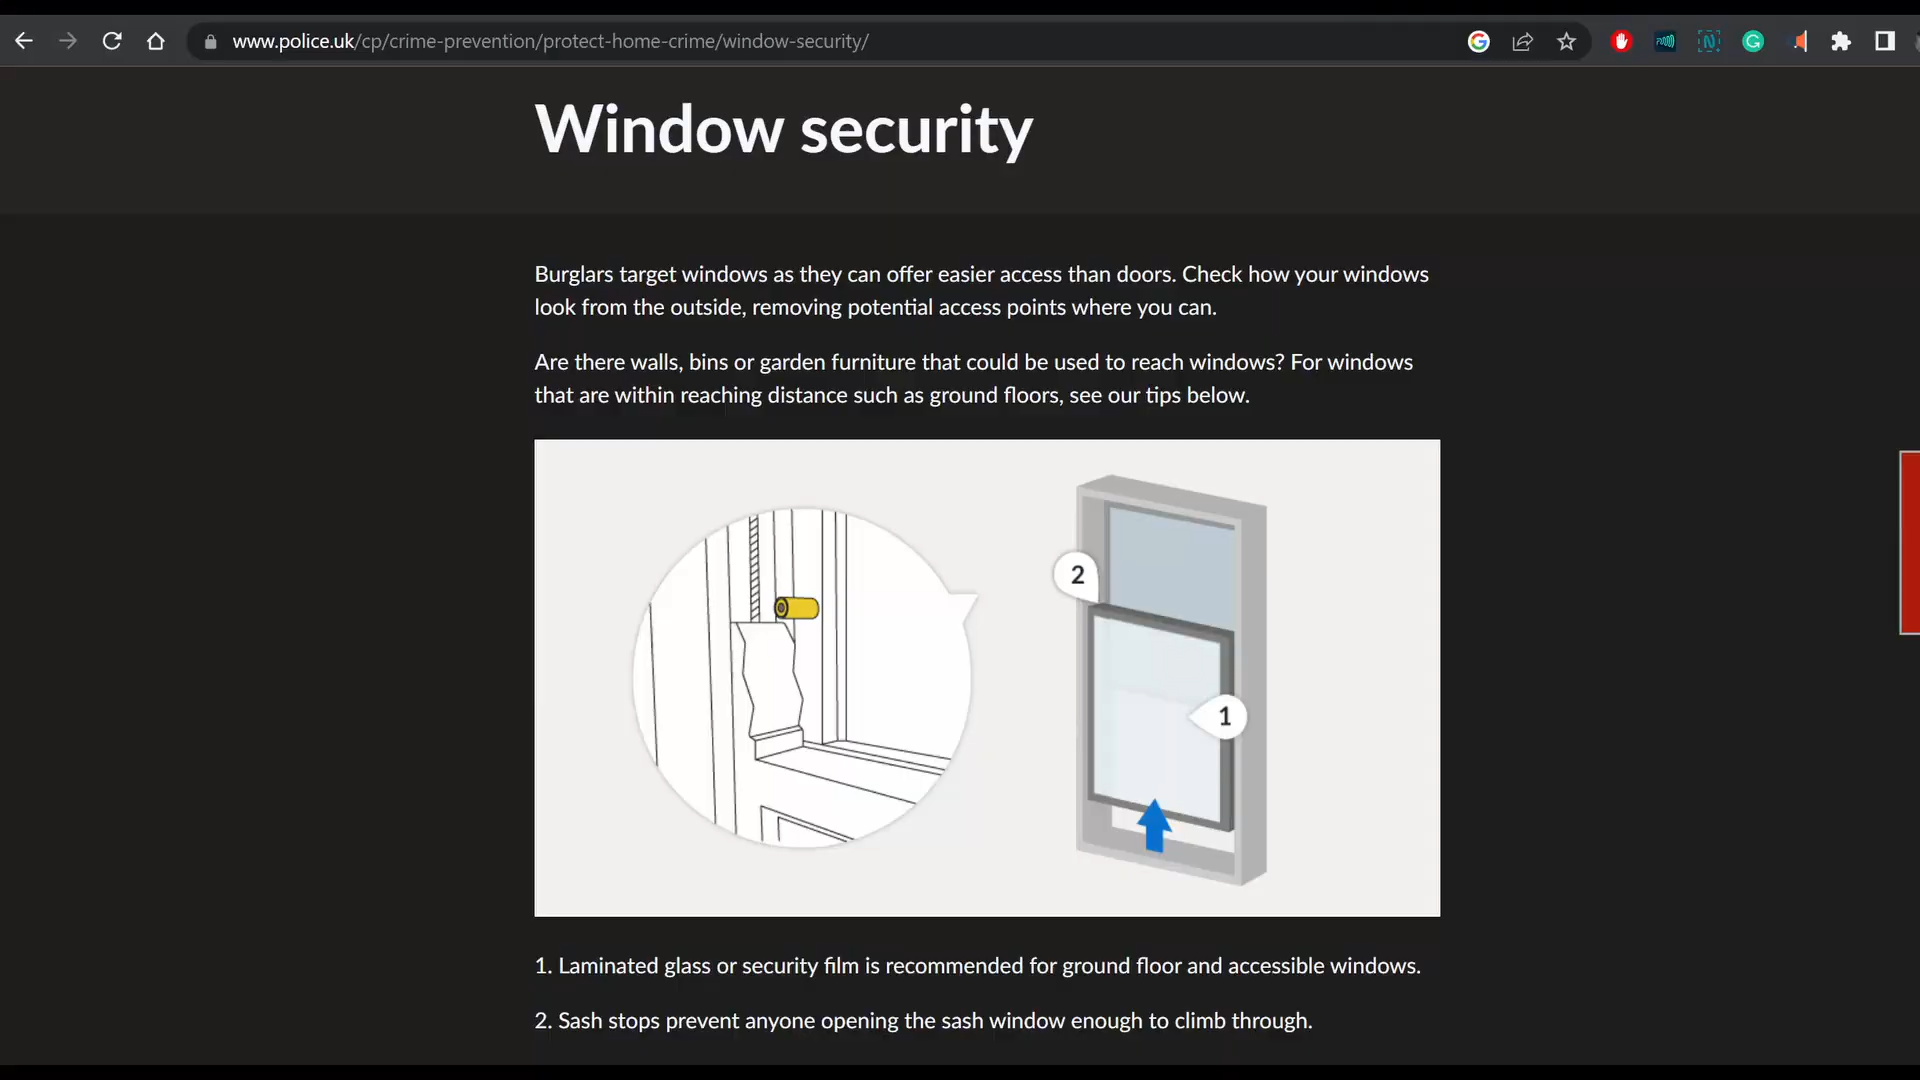 www.police.uk/cp/crime-prevention/protect-home-crime/window-security/
Window security
Burglars target windows as they can offer easier access than doors. Check how your windows
look from the outside, removing potential access points where you can.
Are there walls, bins or garden furniture that could be used to reach windows? For windows
that are within reaching distance such as ground floors, see our tips below.
2
1
1. Laminated glass or security film is recommended for ground floor and accessible windows.
2. Sash stops prevent anyone opening the sash window enough to climb through.